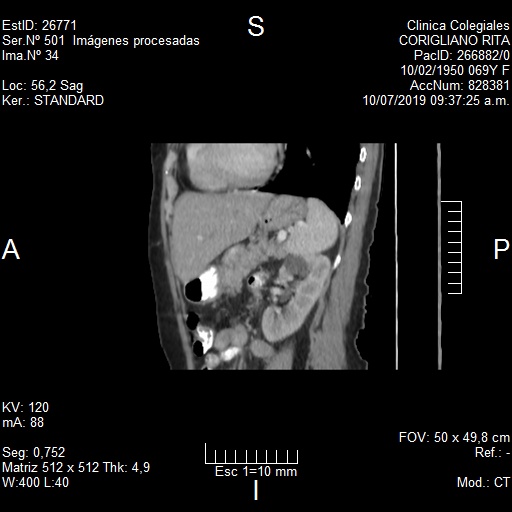 EstID: 26771
Ser.Nº 501 Imágenes procesadas
Ima.Nº 34
Loc: 56,2 Sag
Ker.: STANDARD
S
Clinica Colegiales
CORIGLIANO RITA
PacID: 266882/0
10/02/1950 069Y F
AccNum: 828381
10/07/2019 09:37:25 a.m.
A
P
KV: 120
mA: 88
Seg: 0,752
Matriz 512 x 512 Thk: 4,9
W:400 L:40
Esc 1=10 mm
I
FOV: 50 x 49,8 cm
Ref.: -
Mod.: CT